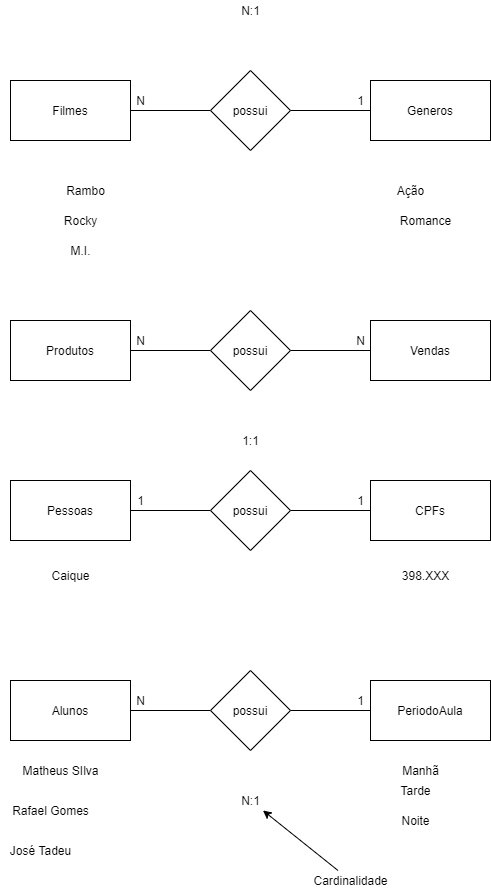 N:1
Filmes N possui 1 Generos
Rambo Ação
Rocky Romance
M.I.
Produtos N possui N Vendas
1:1
Pessoas 1 possui 1 CPFs
Caique 398.XXX
Alunos N possui 1 PeriodoAula
Matheus SIlva Manhã
Tarde
N:1
Rafael Gomes Noite
José Tadeu
Cardinalidade